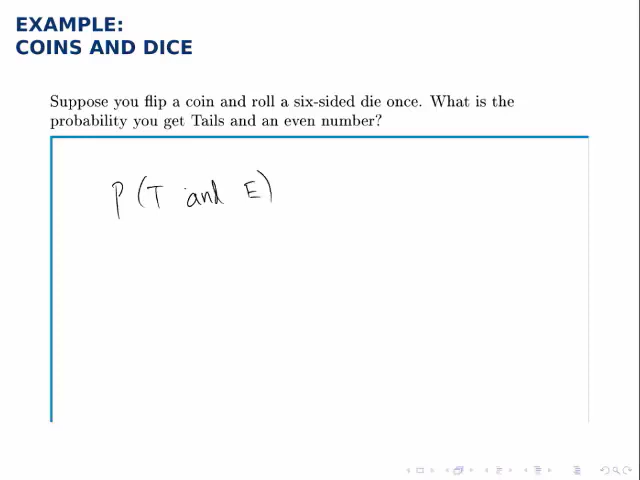 EXAMPLE:
COINS AND DICE
Suppose you flip a coin and roll a six-sided die once. What is the
probability you get Tails and an even number?
P (T and E)